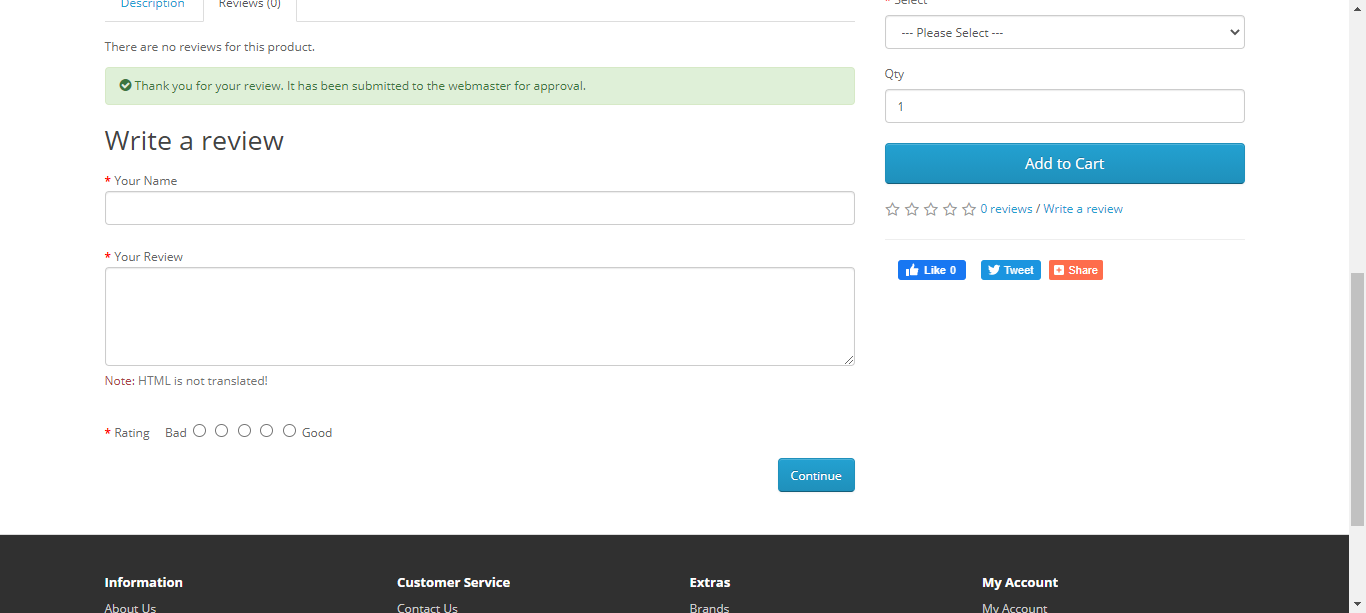 Description
Reviews (0)
There are no reviews for this product.
Thank you for your review. It has been submitted to the webmaster for approval.
Write a review
* Your Name
* Your Review
Note: HTML is not translated!
* Rating Bad Good
Continue
* Select
--- Please Select ---
Qty
1
Add to Cart
0 reviews / Write a review
Like 0
Tweet
Share
Information
About Us
Customer Service
Contact Us
Extras
Brands
My Account
My Account